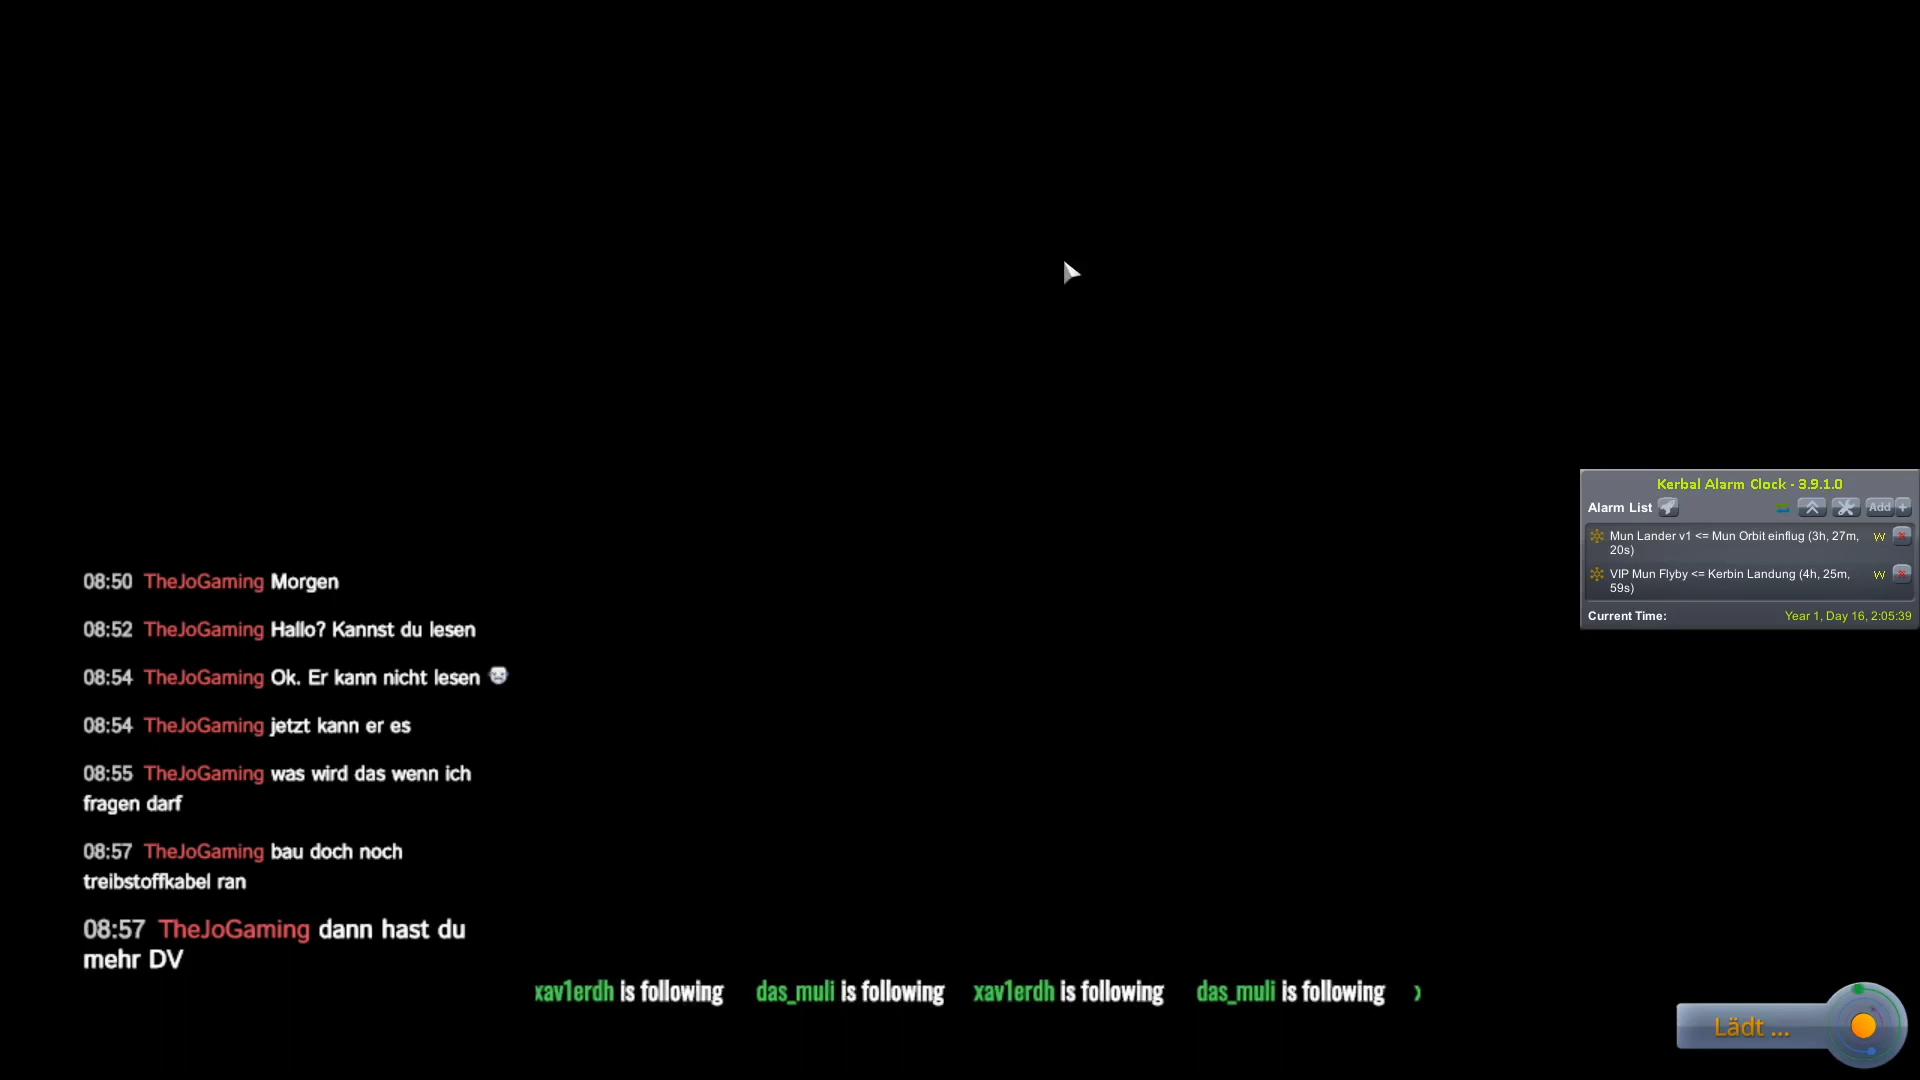 Kerbal Alarm Clock - 3.9.1.0
Alarm List
Add +
Mun Lander v1 <= Mun Orbit einflug (3h, 27m,
20s)
W
VIP Mun Flyby <= Kerbin Landung (4h, 25m,
59s)
W
Current Time: Year 1, Day 16, 2:05:39
08:50 TheJoGaming Morgen
08:52 TheJoGaming Hallo? Kannst du lesen
08:54 TheJoGaming Ok. Er kann nicht lesen
08:54 TheJoGaming jetzt kann er es
08:55 TheJoGaming was wird das wenn ich
fragen darf
08:57 TheJoGaming bau doch noch
treibstoffkabel ran
08:57 TheJoGaming dann hast du
mehr DV
xav1erdh is following das_muli is following xav1erdh is following das_muli is following
Lädt ...